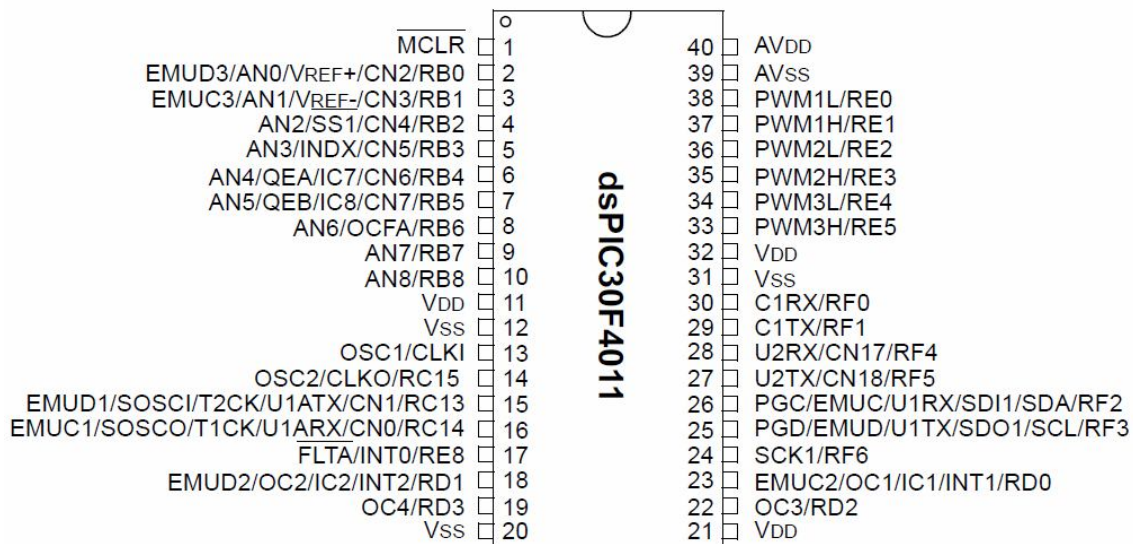 MCLR 1 40 AVDD
EMUD3/AN0/VREF+/CN2/RB0 2 39 AVSS
EMUC3/AN1/VREF-/CN3/RB1 3 38 PWM1L/RE0
AN2/SS1/CN4/RB2 4 37 PWM1H/RE1
AN3/INDX/CN5/RB3 5 36 PWM2L/RE2
AN4/QEA/IC7/CN6/RB4 6 35 PWM2H/RE3
AN5/QEB/IC8/CN7/RB5 7 34 PWM3L/RE4
AN6/OCFA/RB6 8 33 PWM3H/RE5
AN7/RB7 9 32 VDD
AN8/RB8 10 31 VSS
VDD 11 30 C1RX/RF0
VSS 12 29 C1TX/RF1
OSC1/CLKI 13 28 U2RX/CN17/RF4
OSC2/CLKO/RC15 14 27 U2TX/CN18/RF5
EMUD1/SOSCI/T2CK/U1ATX/CN1/RC13 15 26 PGC/EMUC/U1RX/SDI1/SDA/RF2
EMUC1/SOSCO/T1CK/U1ARX/CN0/RC14 16 25 PGD/EMUD/U1TX/SDO1/SCL/RF3
FLTA/INT0/RE8 17 24 SCK1/RF6
EMUD2/OC2/IC2/INT2/RD1 18 23 EMUC2/OC1/IC1/INT1/RD0
OC4/RD3 19 22 OC3/RD2
VSS 20 21 VDD
dsPIC30F4011